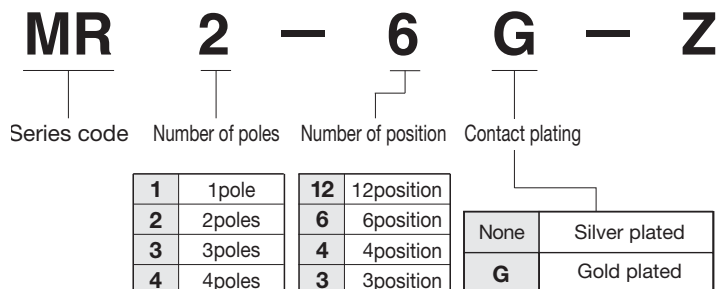 MR 2 – 6 G – Z
Series code Number of poles Number of position Contact plating
1 1pole
2 2poles
3 3poles
4 4poles
12 12position
6 6position
4 4position
3 3position
None Silver plated
G Gold plated